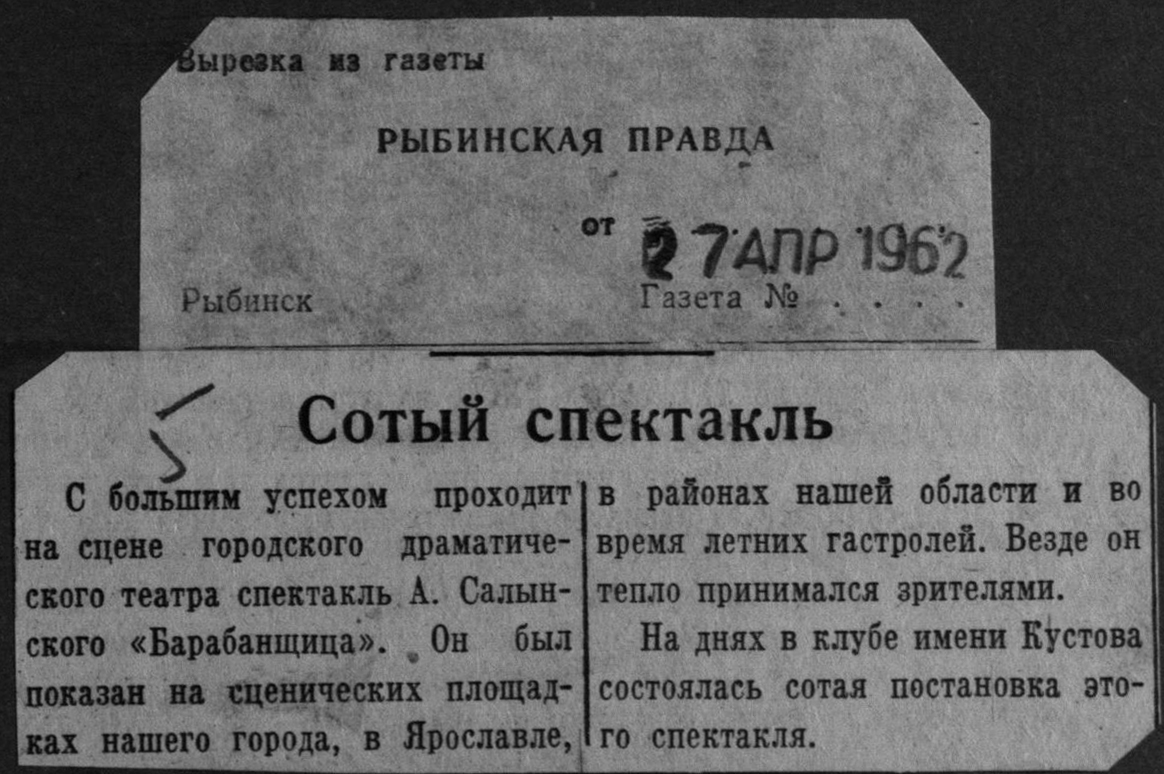 Вырезка из газеты
РЫБИНСКАЯ ПРАВДА
от 27 АПР 1962
Рыбинск Газета № . . . .
Сотый спектакль
С большим успехом проходит
на сцене городского драматиче-
ского театра спектакль А. Салын-
ского «Барабанщица». Он был
показан на сценических площад-
ках нашего города, в Ярославле,
в районах нашей области и во
время летних гастролей. Везде он
тепло принимался зрителями.
На днях в клубе имени Кустова
состоялась сотая постановка это-
го спектакля.